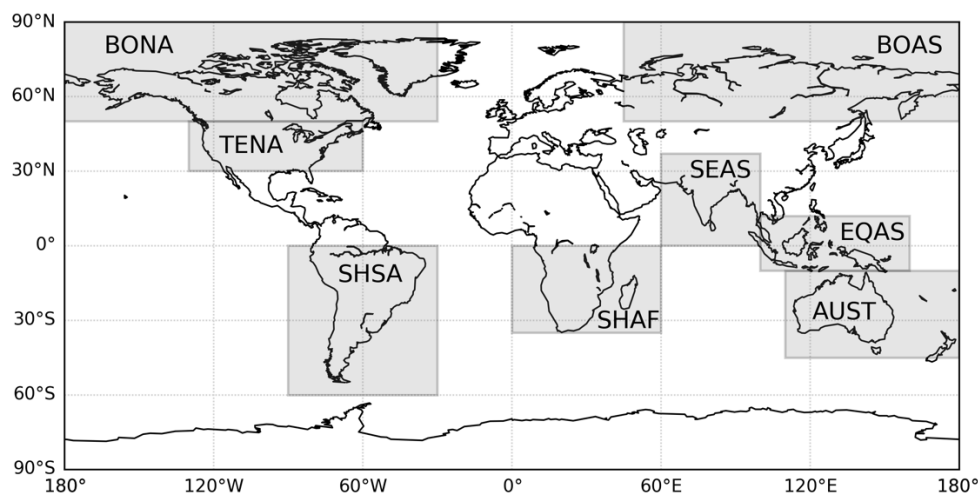 90°N
BONA
BOAS
60°N
TENA
30°N
SEAS
0°
EQAS
SHSA
30°S
SHAF
AUST
60°S
90°S
180°
120°W
60°W
0°
60°E
120°E
180°